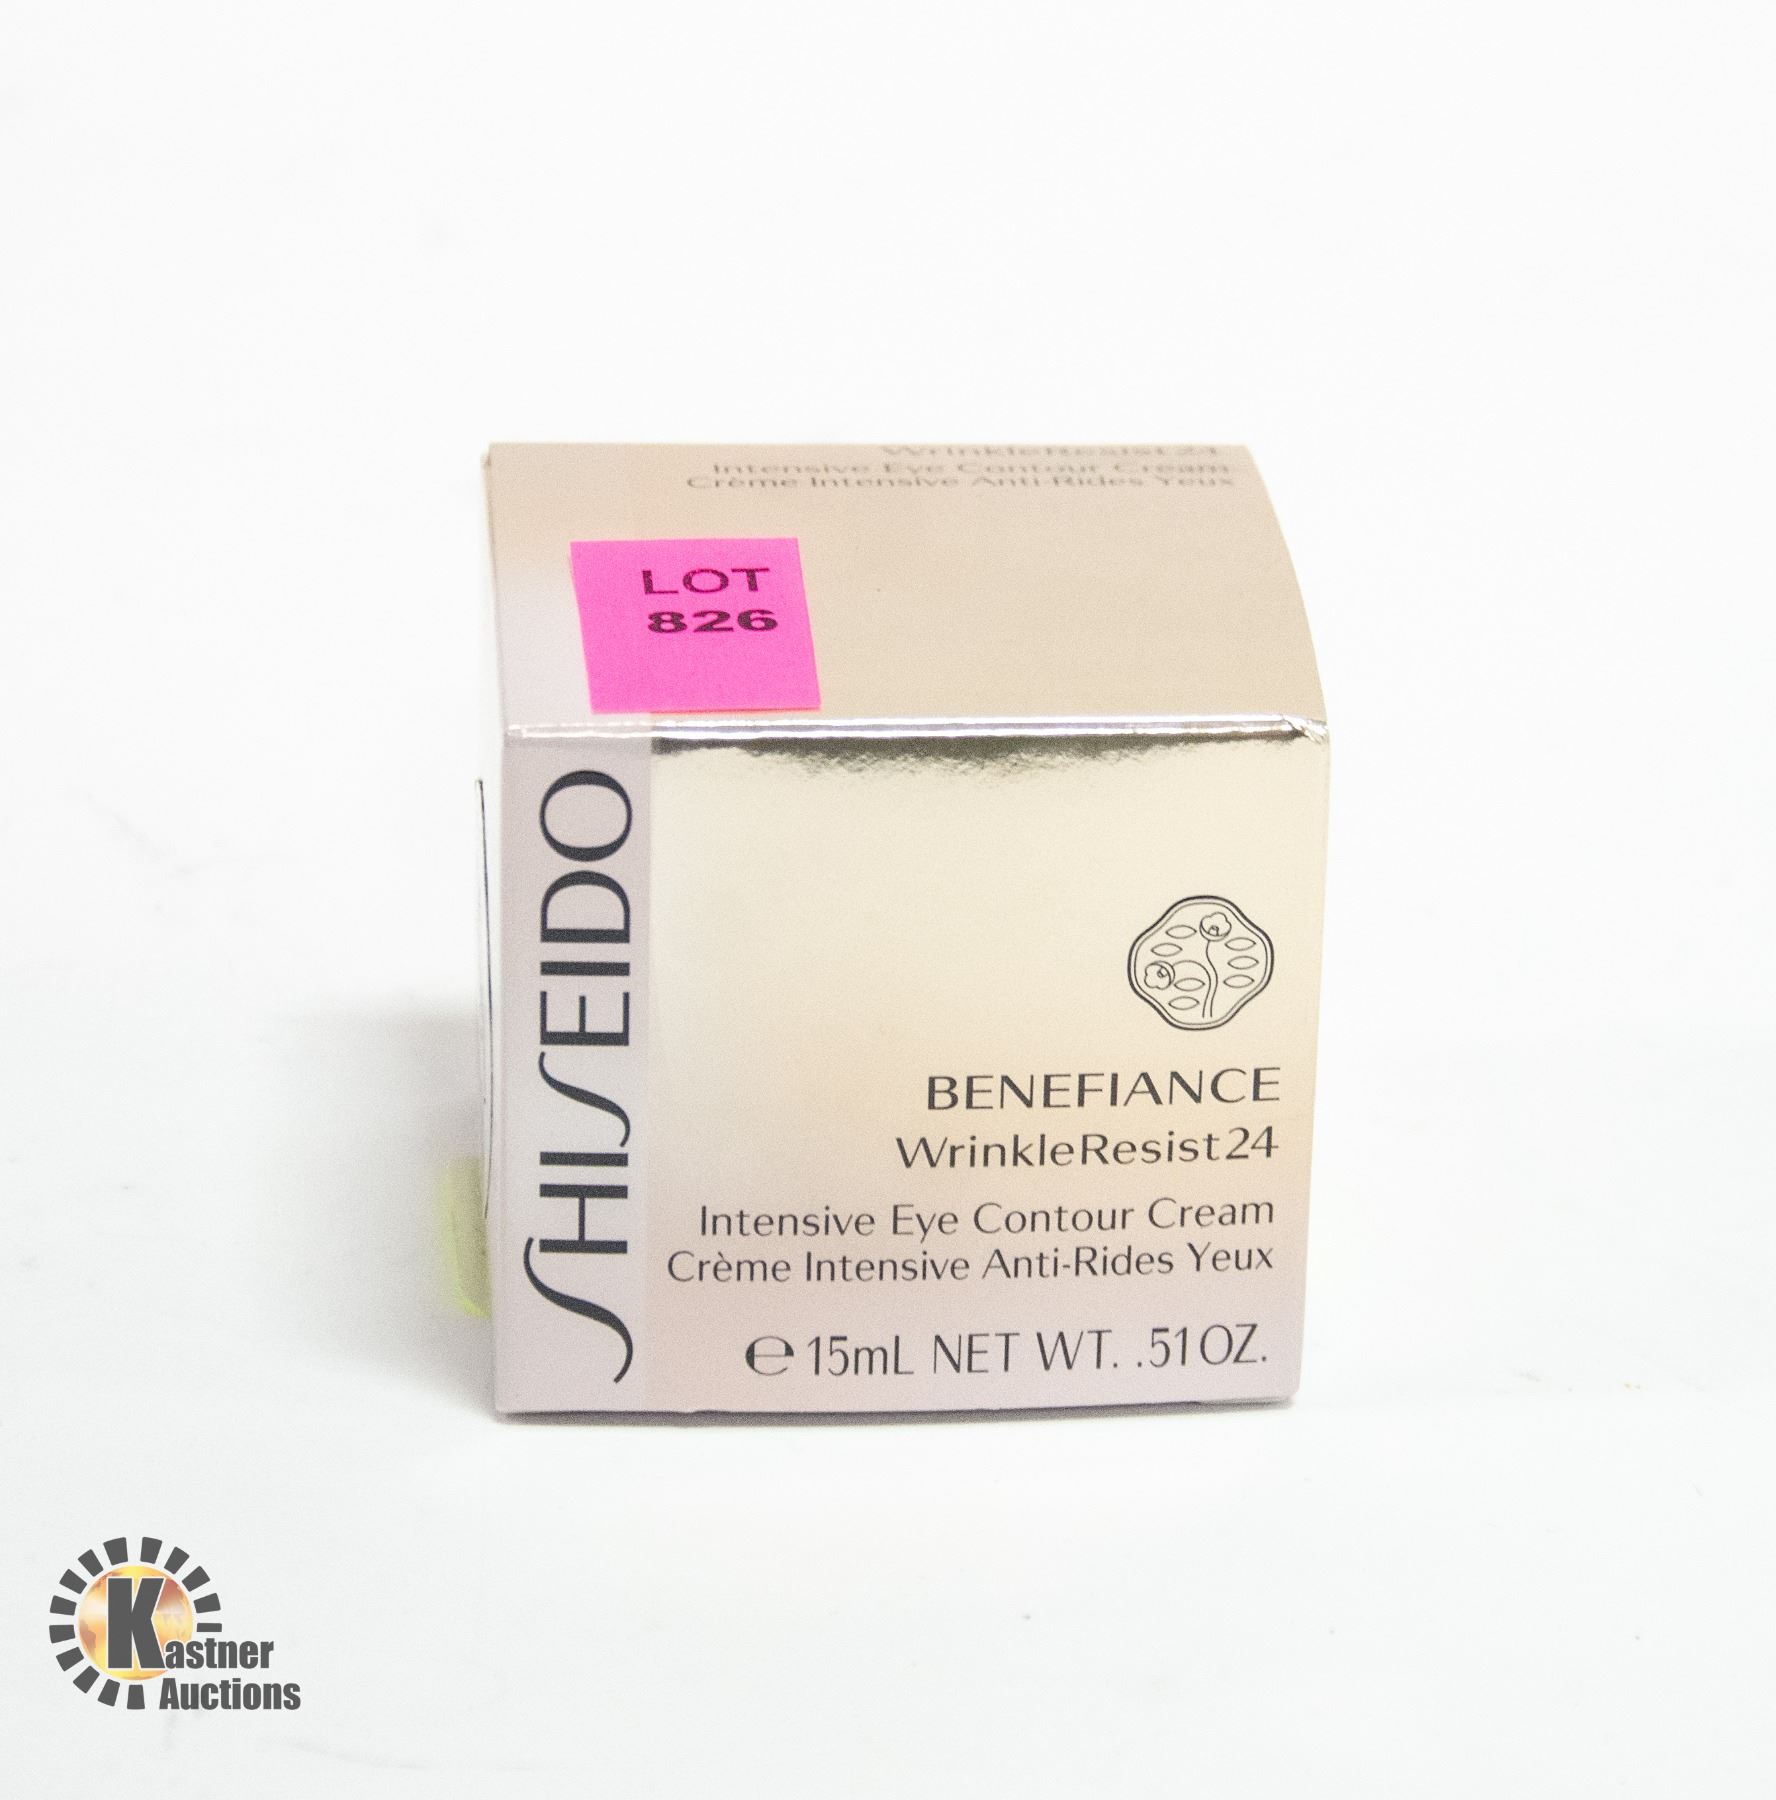 WrinkleResist24
Intensive Eye Contour Cream
Crème Intensive Anti-Rides Yeux
LOT
826
SHISEIDO
BENEFIANCE
WrinkleResist24
Intensive Eye Contour Cream
Crème Intensive Anti-Rides Yeux
℮15mL NET WT. .51OZ.
Kastner
Auctions